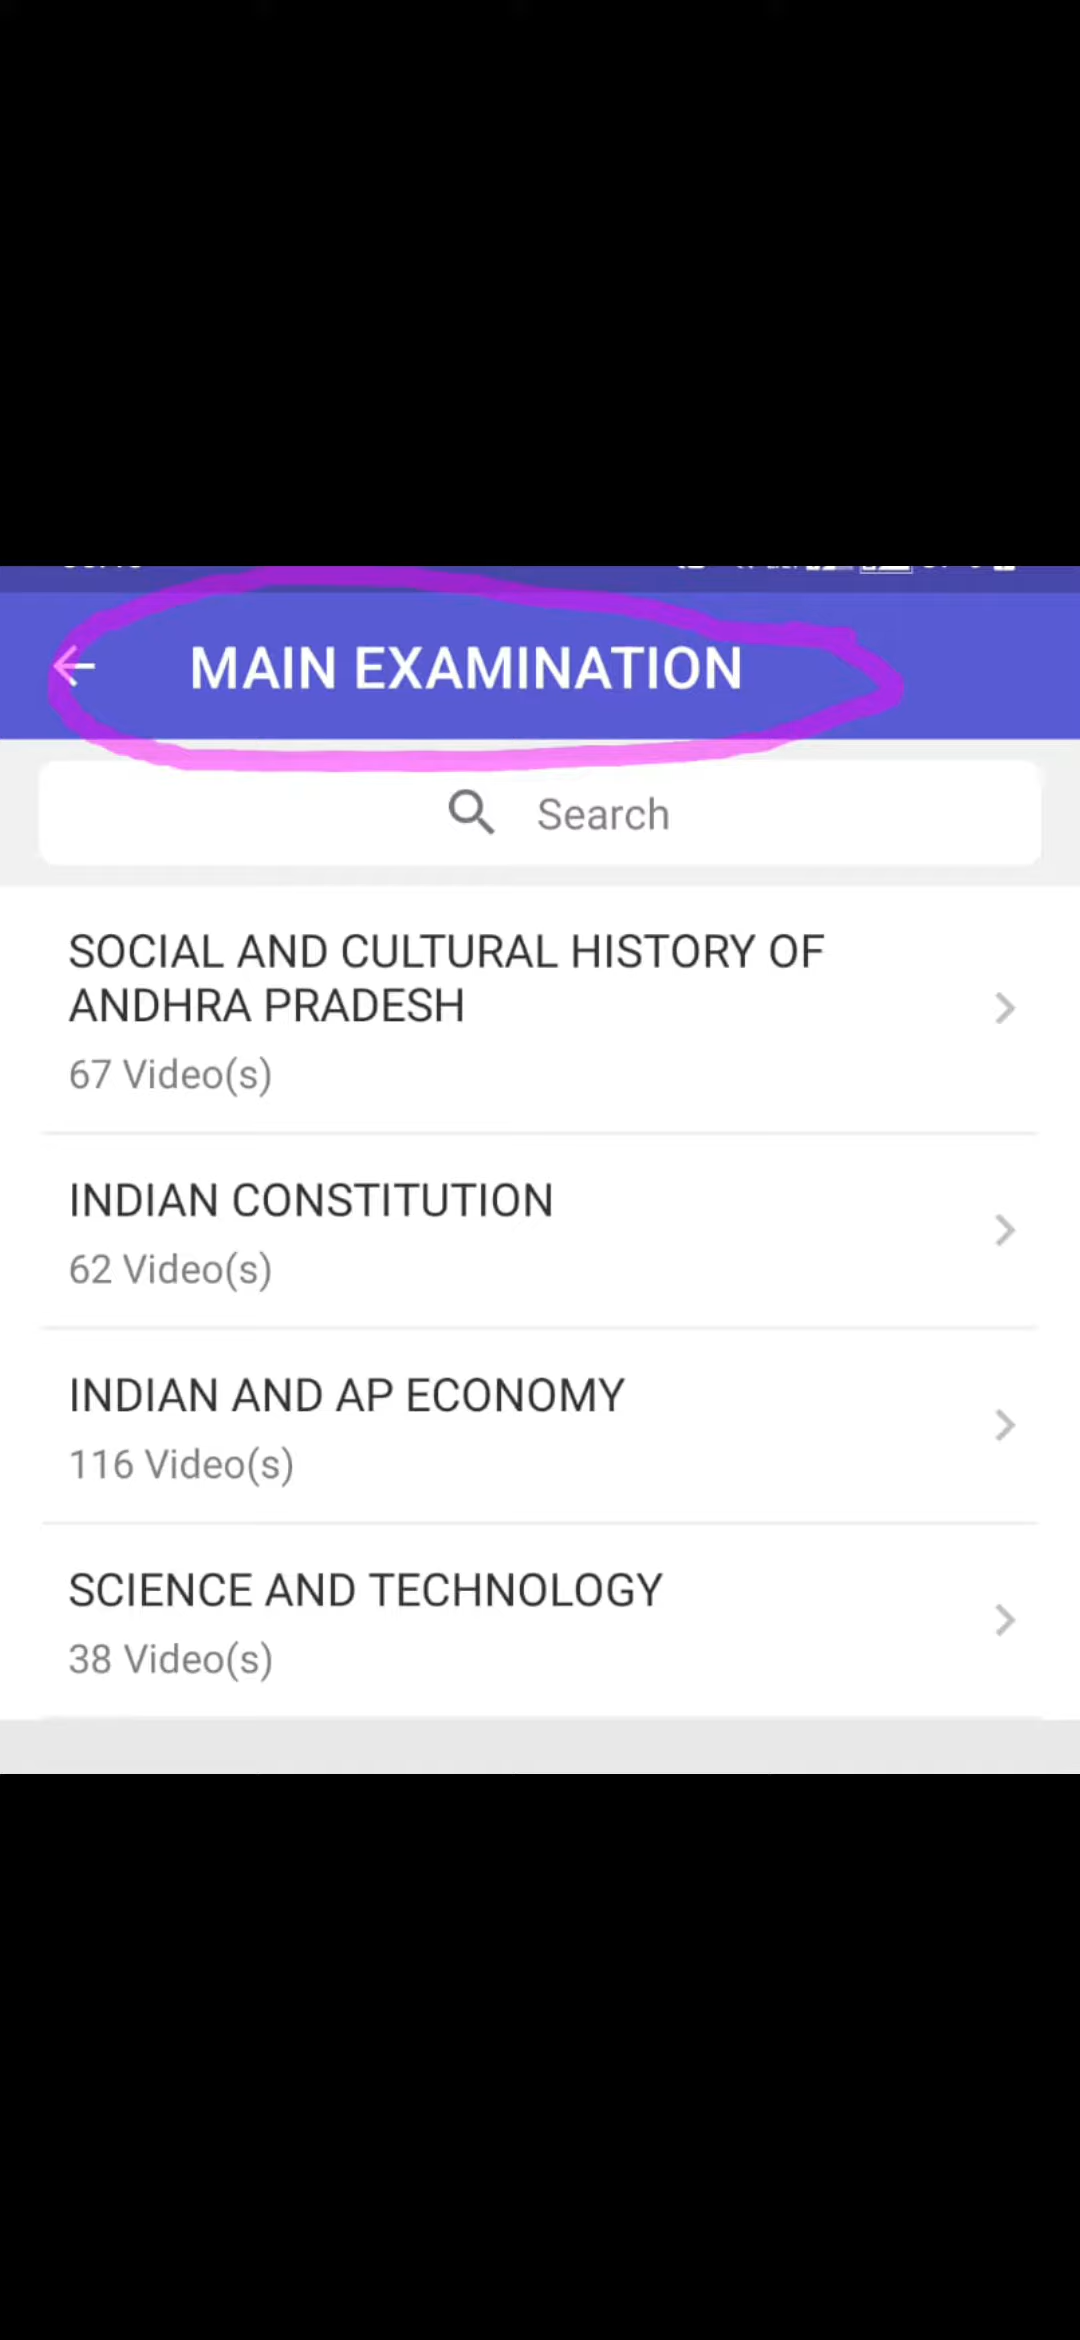 MAIN EXAMINATION
Search
SOCIAL AND CULTURAL HISTORY OF
ANDHRA PRADESH
67 Video(s)
INDIAN CONSTITUTION
62 Video(s)
INDIAN AND AP ECONOMY
116 Video(s)
SCIENCE AND TECHNOLOGY
38 Video(s)